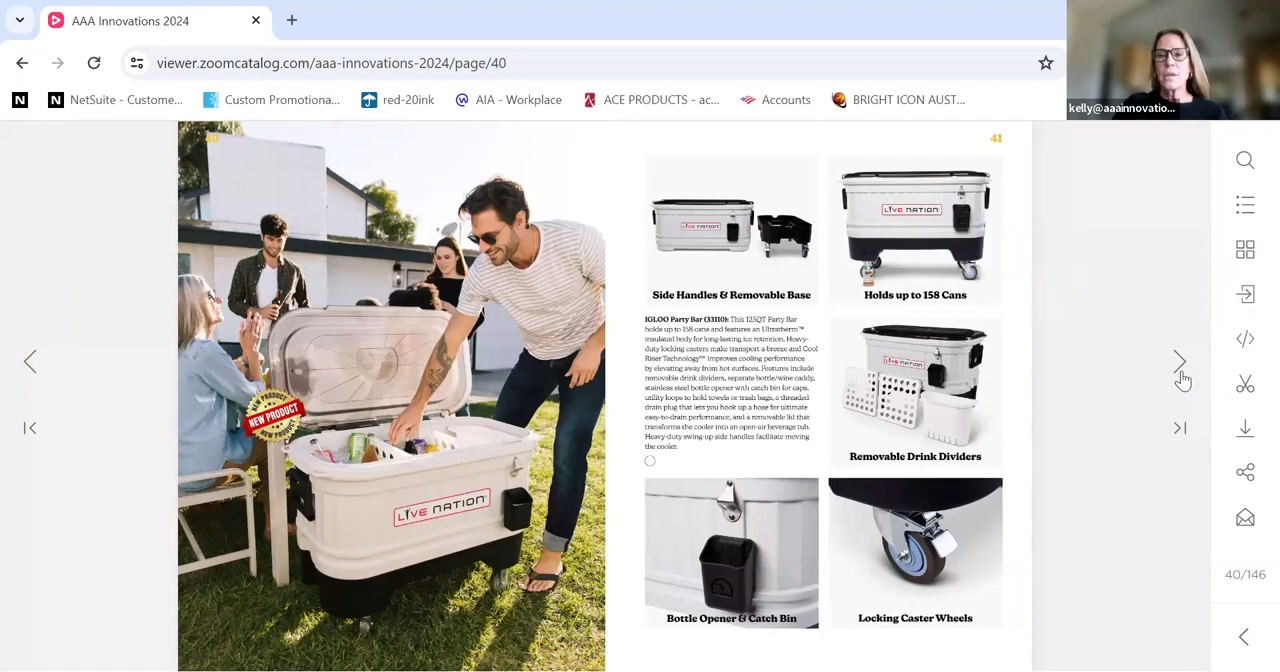 AAA Innovations 2024
viewer.zoomcatalog.com/aaa-innovations-2024/page/40
N
N NetSuite - Custome...
Custom Promotiona...
red-20ink
AIA - Workplace
ACE PRODUCTS - ac...
Accounts
BRIGHT ICON AUST...
kelly@aaainnovatio...
40
41
LIVE NATION
LIVE NATION
Side Handles & Removable Base
Holds up to 158 Cans
IGLOO Party Bar (33110): This 125QT Party Bar
holds up to 158 cans and features an Ultratherm™
insulated body for long-lasting ice retention. Heavy-
duty locking casters make transport a breeze and Cool
Riser Technology™ improves cooling performance
by elevating away from hot surfaces. Features include
removable drink dividers, separate bottle/wine caddy,
stainless steel bottle opener with catch bin for caps,
utility loops to hold towels or trash bags, a threaded
drain plug that lets you hook up a hose for ultimate
easy-to-drain performance, and a removable lid that
transforms the cooler into an open-air beverage tub.
Heavy-duty swing-up side handles facilitate moving
the cooler.
LIVE NATION
Removable Drink Dividers
NEW PRODUCT
NEW PRODUCT
NEW PRODUCT
LIVE NATION
Bottle Opener & Catch Bin
Locking Caster Wheels
40/146